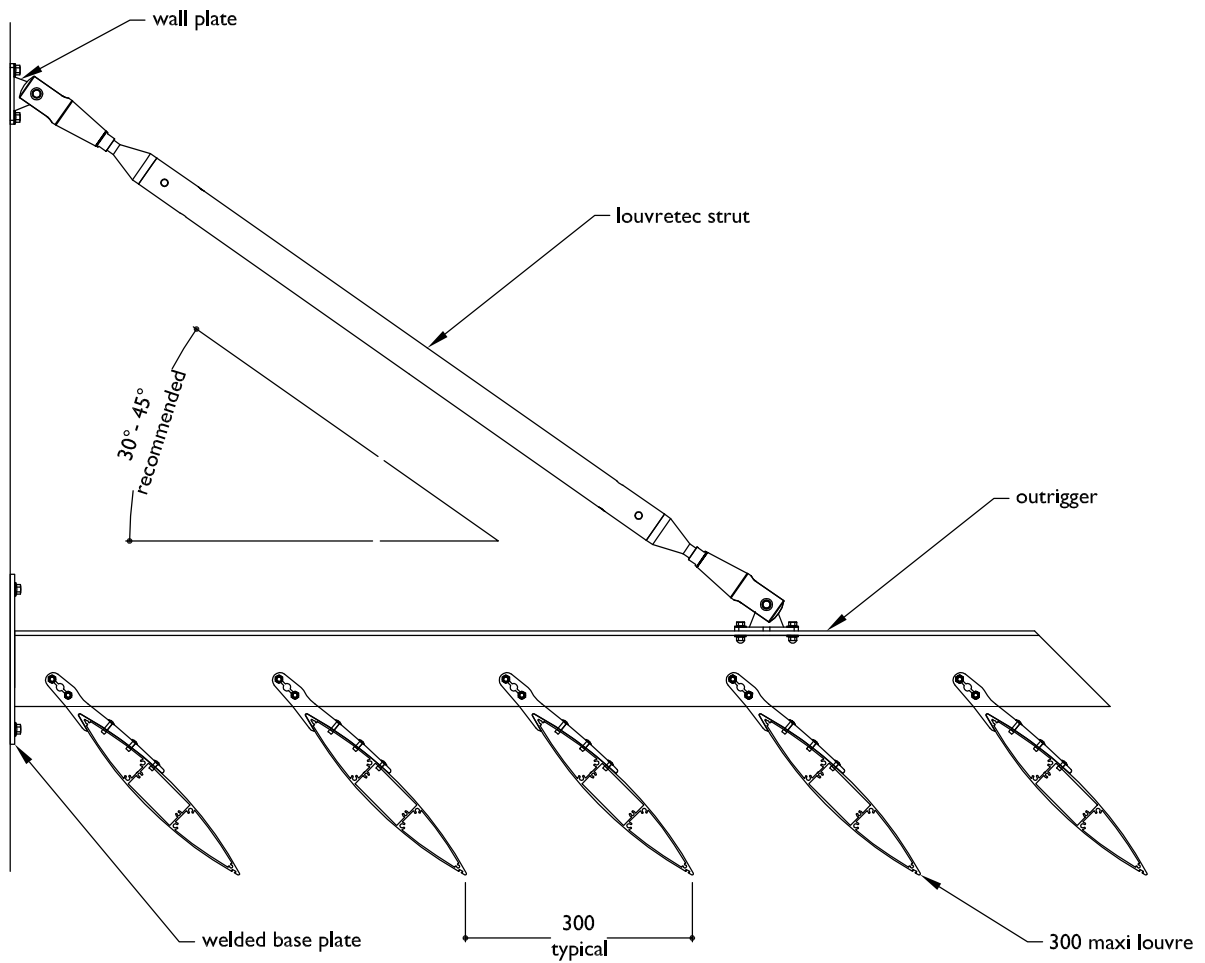 wall plate
louvretec strut
30°- 45°
recommended
outrigger
welded base plate
300
typical
300 maxi louvre